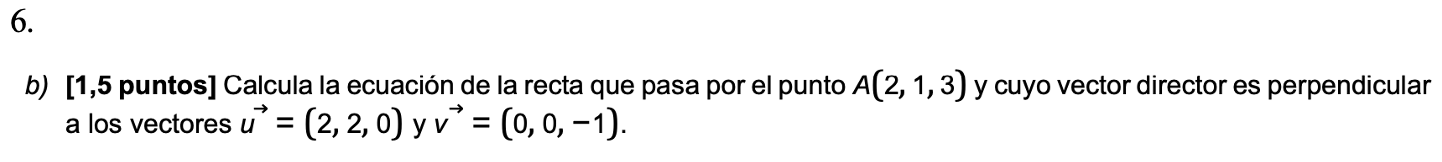 6.
b) [1,5 puntos] Calcula la ecuación de la recta que pasa por el punto A(2, 1, 3) y cuyo vector director es perpendicular
a los vectores u⃗ = (2, 2, 0) y v⃗ = (0, 0, −1).